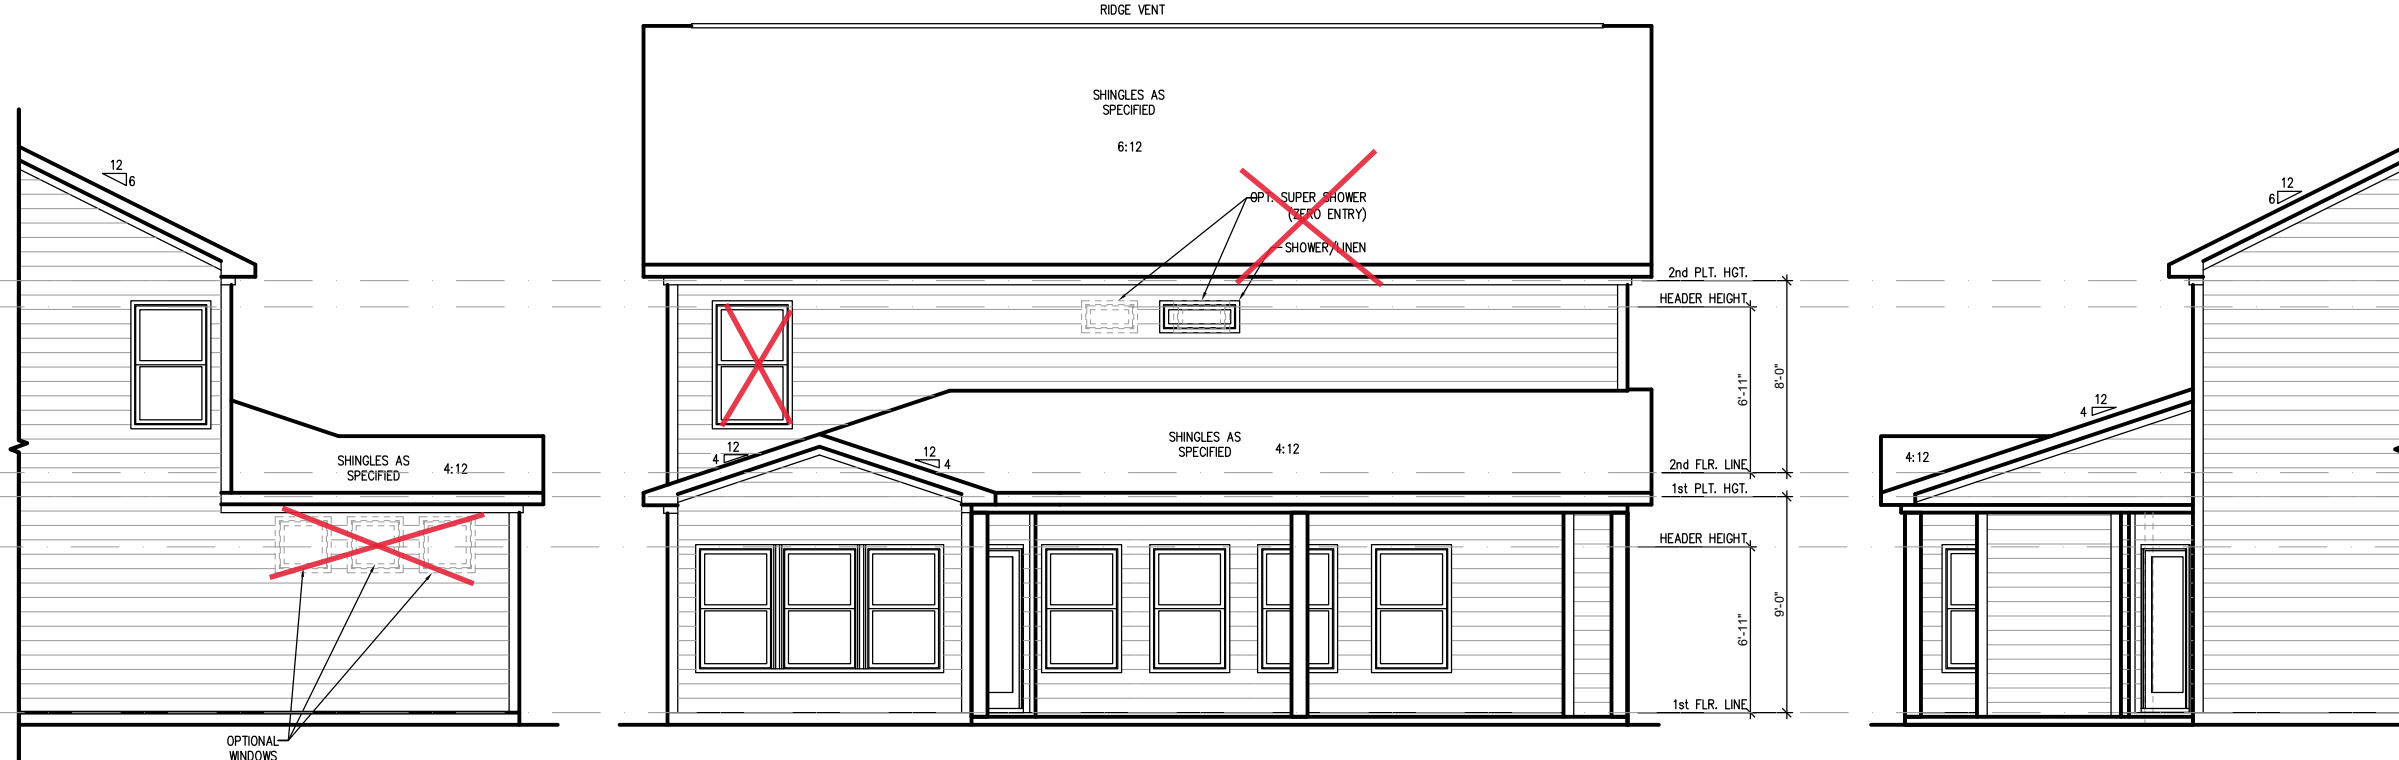 12
6
SHINGLES AS
SPECIFIED
4:12
OPTIONAL
WINDOWS
RIDGE VENT
SHINGLES AS
SPECIFIED
6:12
OPT. SUPER SHOWER
(ZERO ENTRY)
SHOWER/LINEN
12
4
12
4
SHINGLES AS
SPECIFIED
4:12
2nd PLT. HGT.
HEADER HEIGHT
6'-11"
8'-0"
2nd FLR. LINE
1st PLT. HGT.
HEADER HEIGHT
6'-11"
9'-0"
1st FLR. LINE
12
6
12
4
4:12